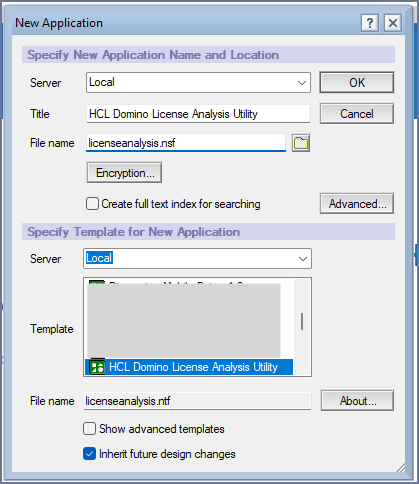 New Application
Specify New Application Name and Location
Server Local OK
Title HCL Domino License Analysis Utility Cancel
File name licenseanalysis.nsf
Encryption...
Create full text index for searching Advanced...
Specify Template for New Application
Server Local
Template
HCL Domino License Analysis Utility
File name licenseanalysis.ntf About...
Show advanced templates
Inherit future design changes